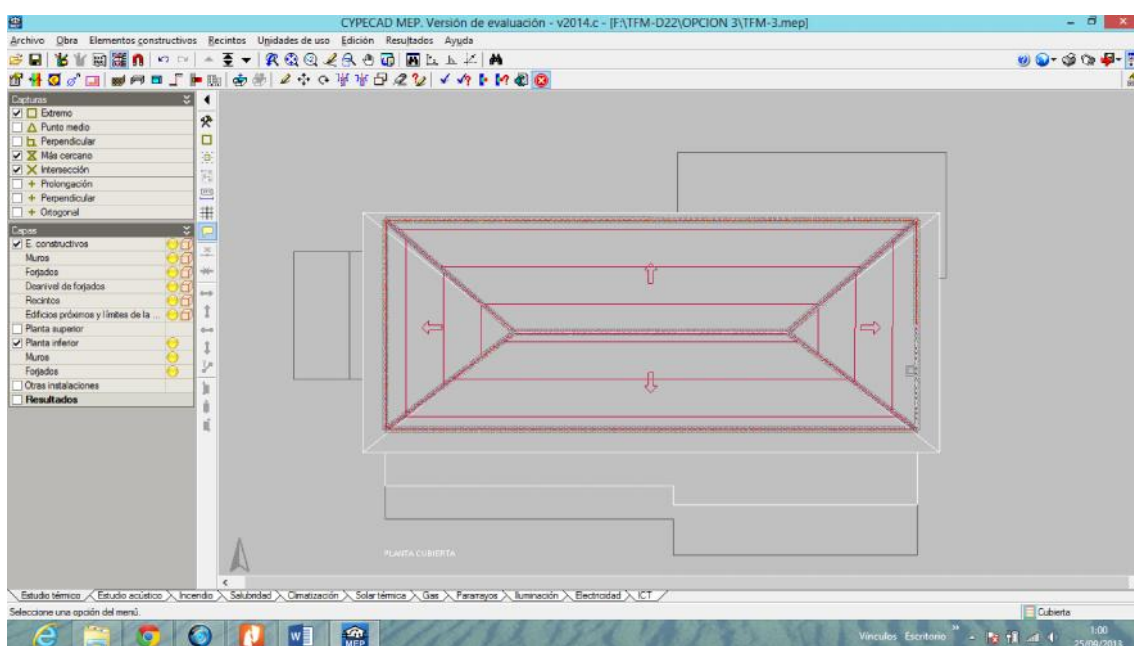 CYPECAD MEP. Versión de evaluación - v2014.c - [F:\TFM-D22\OPCION 3\TFM-3.mep]
Archivo Obra Elementos constructivos Recintos Unidades de uso Edición Resultados Ayuda
Capturas
Extremo
Punto medio
Perpendicular
Más cercano
Intersección
Prolongación
Perpendicular
Ortogonal
Capas
E. constructivos
Muros
Forjados
Desnivel de forjados
Recintos
Edificios próximos y límites de la ...
Planta superior
Planta inferior
Muros
Forjados
Otras instalaciones
Resultados
PLANTA CUBIERTA
Estudio térmico Estudio acústico Incendio Salubridad Climatización Solar térmica Gas Pararrayos Iluminación Electricidad ICT
Seleccione una opción del menú.
Cubierta
MEP
Vínculos Escritorio
1:00
25/09/2013